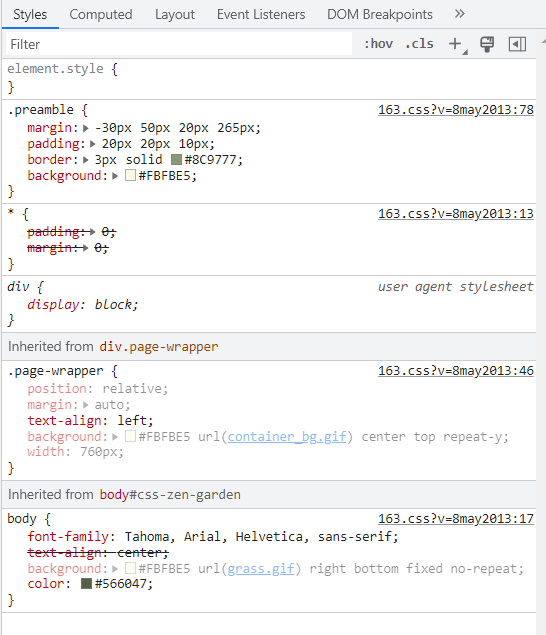 Styles Computed Layout Event Listeners DOM Breakpoints »
Filter :hov .cls +
element.style {
}
.preamble { 163.css?v=8may2013:78
margin: -30px 50px 20px 265px;
padding: 20px 20px 10px;
border: 3px solid #8C9777;
background: #FBFBE5;
}
* { 163.css?v=8may2013:13
padding: 0;
margin: 0;
}
div { user agent stylesheet
display: block;
}
Inherited from div.page-wrapper
.page-wrapper { 163.css?v=8may2013:46
position: relative;
margin: auto;
text-align: left;
background: #FBFBE5 url(container_bg.gif) center top repeat-y;
width: 760px;
}
Inherited from body#css-zen-garden
body { 163.css?v=8may2013:17
font-family: Tahoma, Arial, Helvetica, sans-serif;
text-align: center;
background: #FBFBE5 url(grass.gif) right bottom fixed no-repeat;
color: #566047;
}